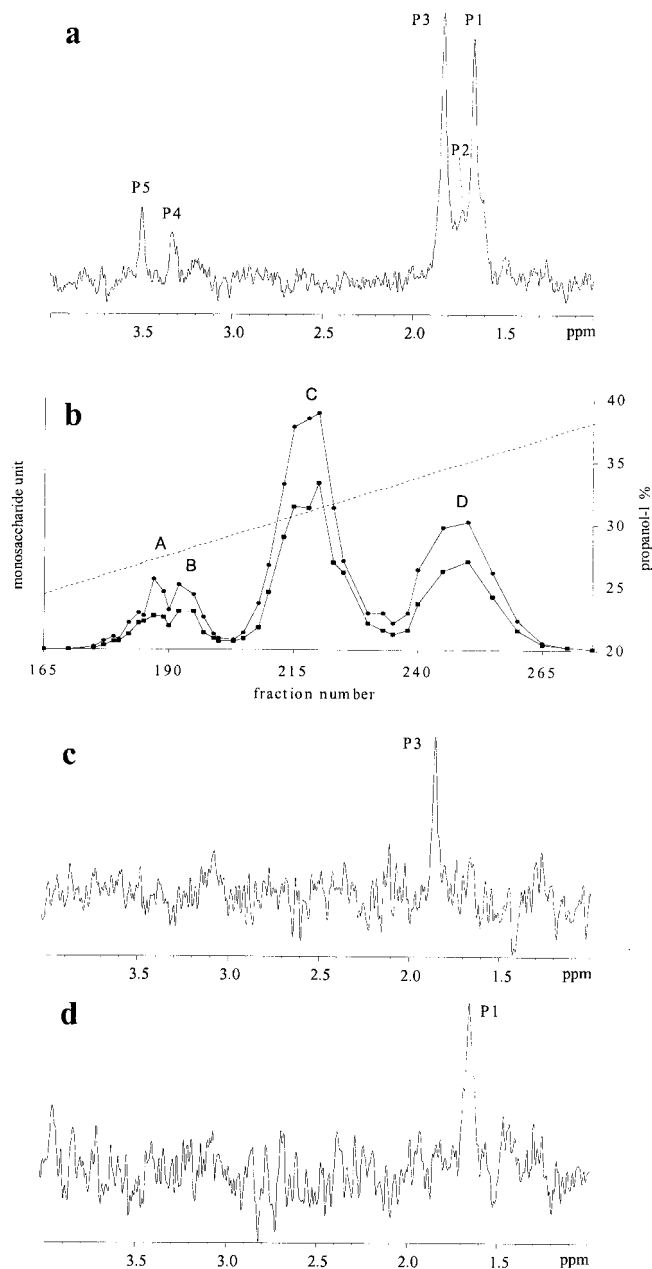 a
P3 P1
P2
P5
P4
3.5 3.0 2.5 2.0 1.5 ppm
b
C
A
B
D
monosaccharide unit
40
35
30
25
20
propanol-1 %
165 190 215 240 265
fraction number
c
P3
3.5 3.0 2.5 2.0 1.5 ppm
d
P1
3.5 3.0 2.5 2.0 1.5 ppm